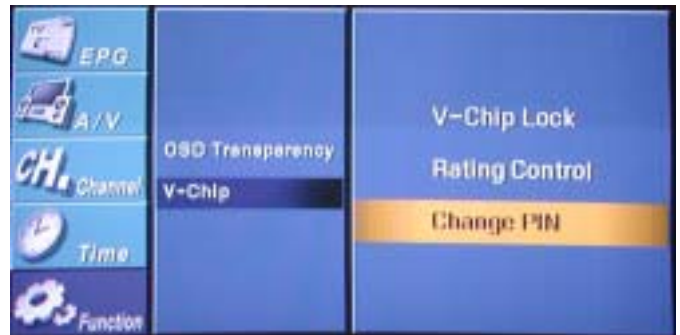 EPG
A/V
CH. Channel
Time
Function
OSD Transparency
V-Chip
V-Chip Lock
Rating Control
Change PIN